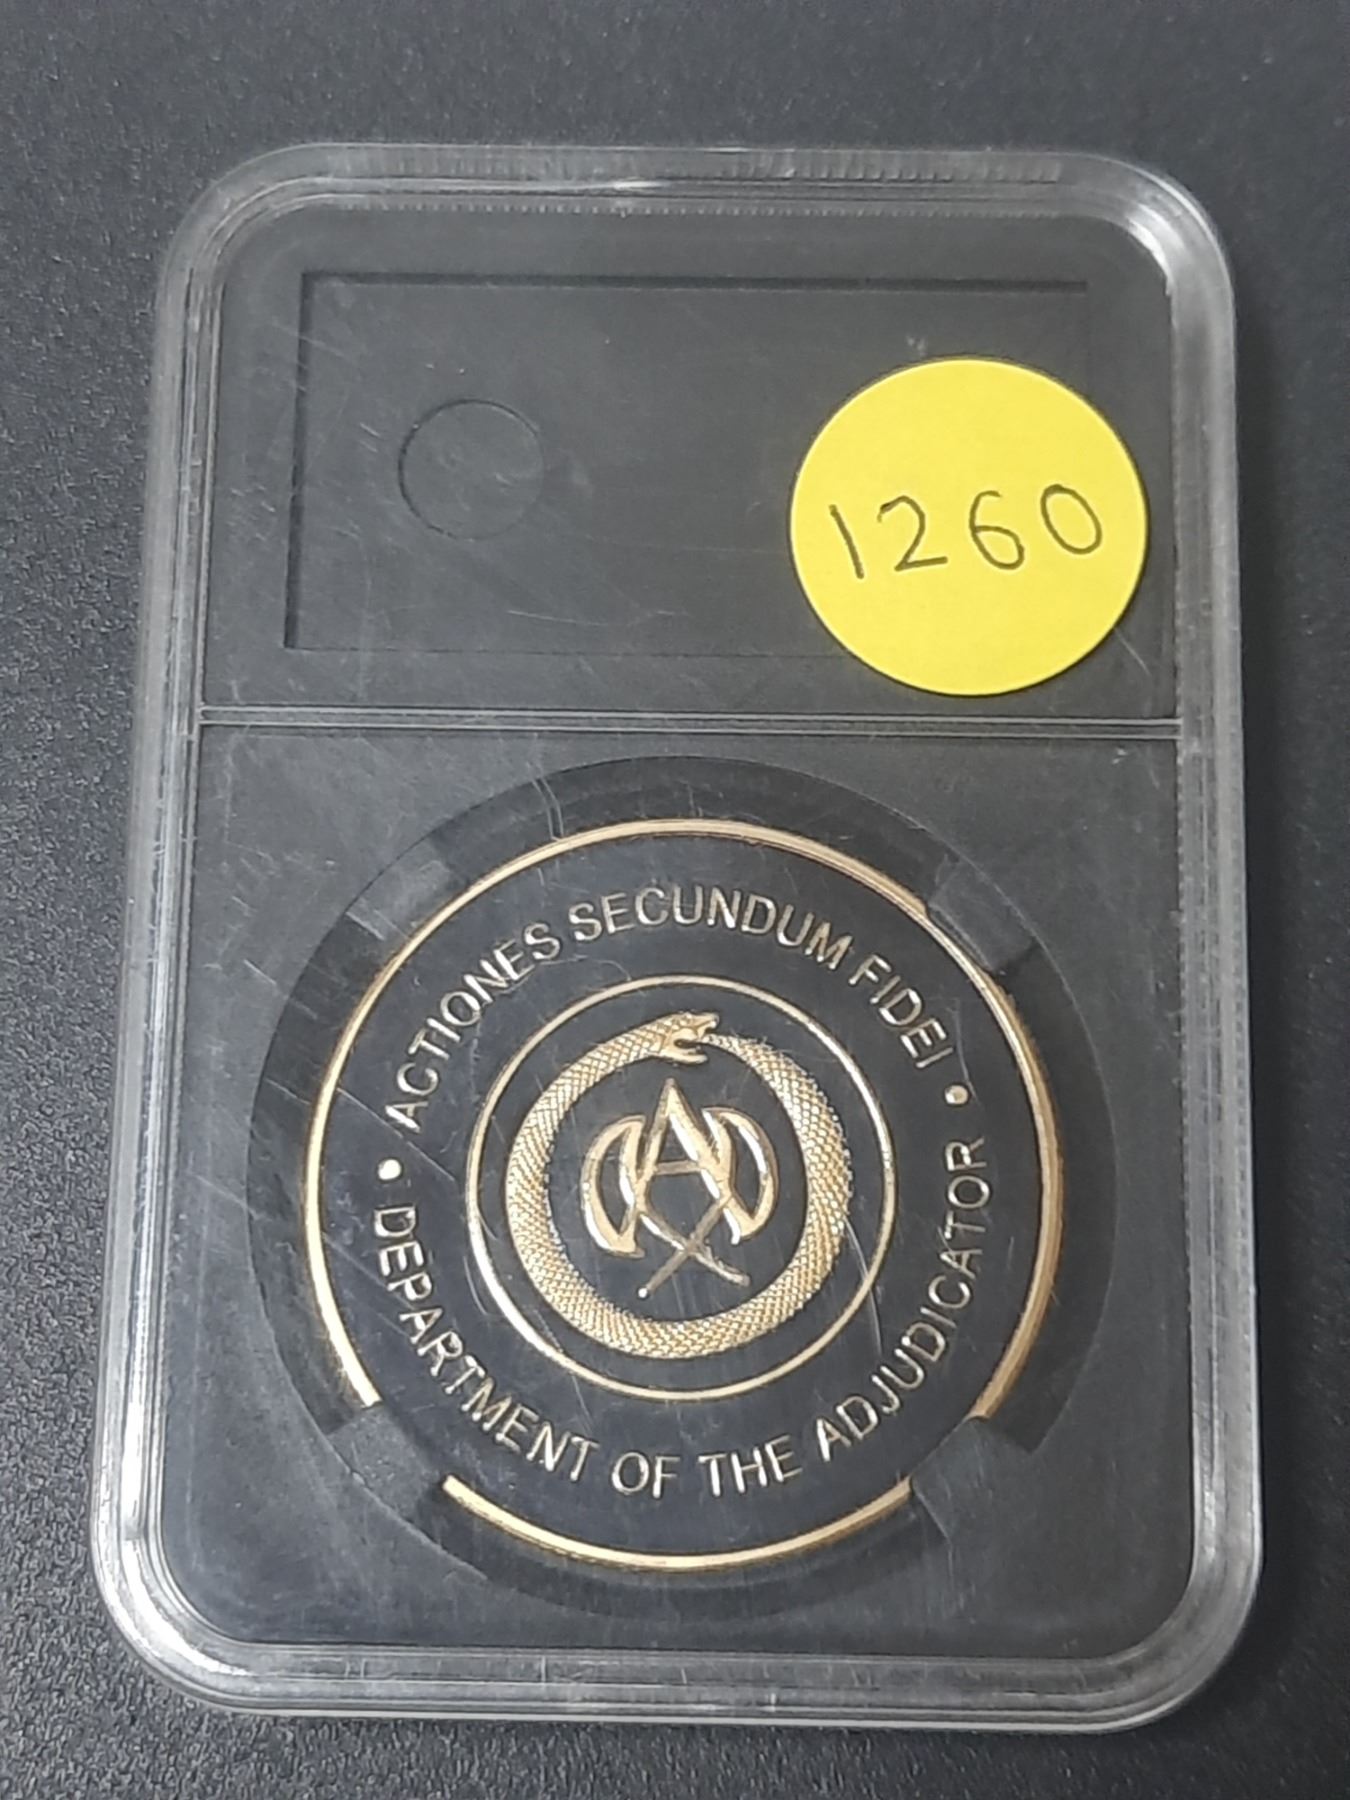 1260
ACTIONES SECUNDUM FIDEI
• DEPARTMENT OF THE ADJUDICATOR •
A